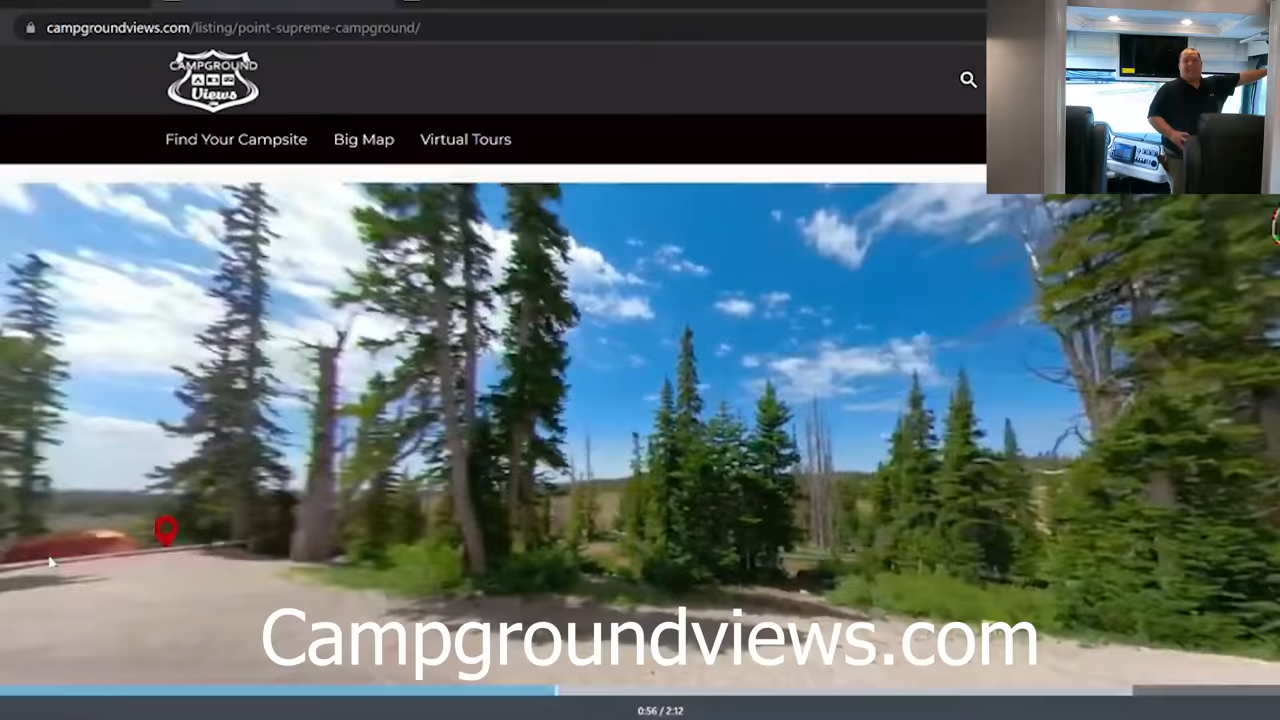 campgroundviews.com/listing/point-supreme-campground/
CAMPGROUND
Views
Find Your Campsite Big Map Virtual Tours
Campgroundviews.com
0:56 / 2:12